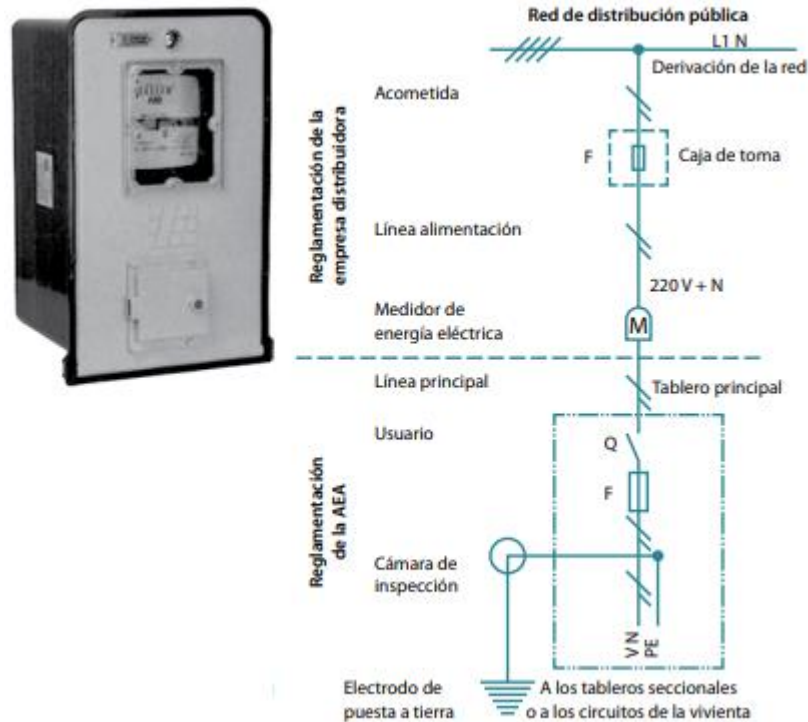 Red de distribución pública
L1 N
Derivación de la red
Acometida
F
Caja de toma
Reglamentación de la
empresa distribuidora
Línea alimentación
220 V + N
Medidor de
energía eléctrica
M
Línea principal
Tablero principal
Usuario
Q
F
Reglamentación
de la AEA
Cámara de
inspección
V N
PE
Electrodo de
puesta a tierra
A los tableros seccionales
o a los circuitos de la vivienta